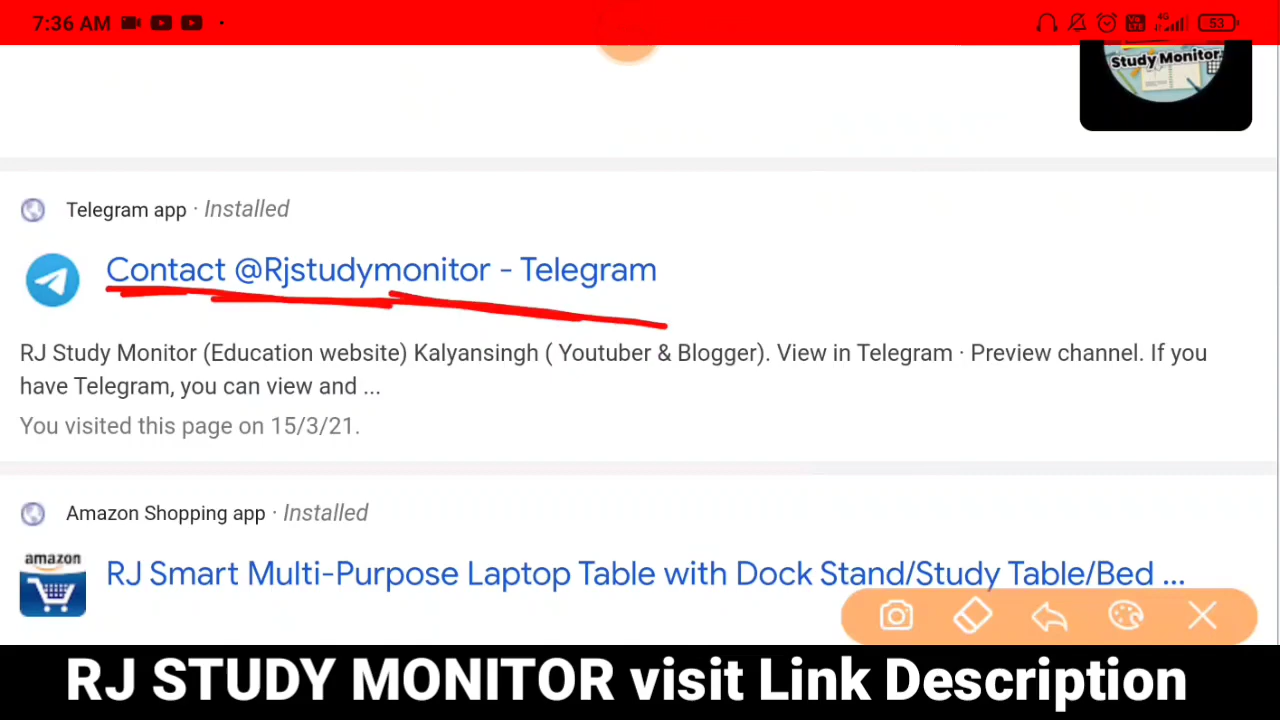 7:36 AM
4G
53
Study Monitor
Telegram app · Installed
Contact @Rjstudymonitor - Telegram
RJ Study Monitor (Education website) Kalyansingh ( Youtuber & Blogger). View in Telegram · Preview channel. If you
have Telegram, you can view and ...
You visited this page on 15/3/21.
Amazon Shopping app · Installed
amazon
RJ Smart Multi-Purpose Laptop Table with Dock Stand/Study Table/Bed ...
RJ STUDY MONITOR visit Link Description